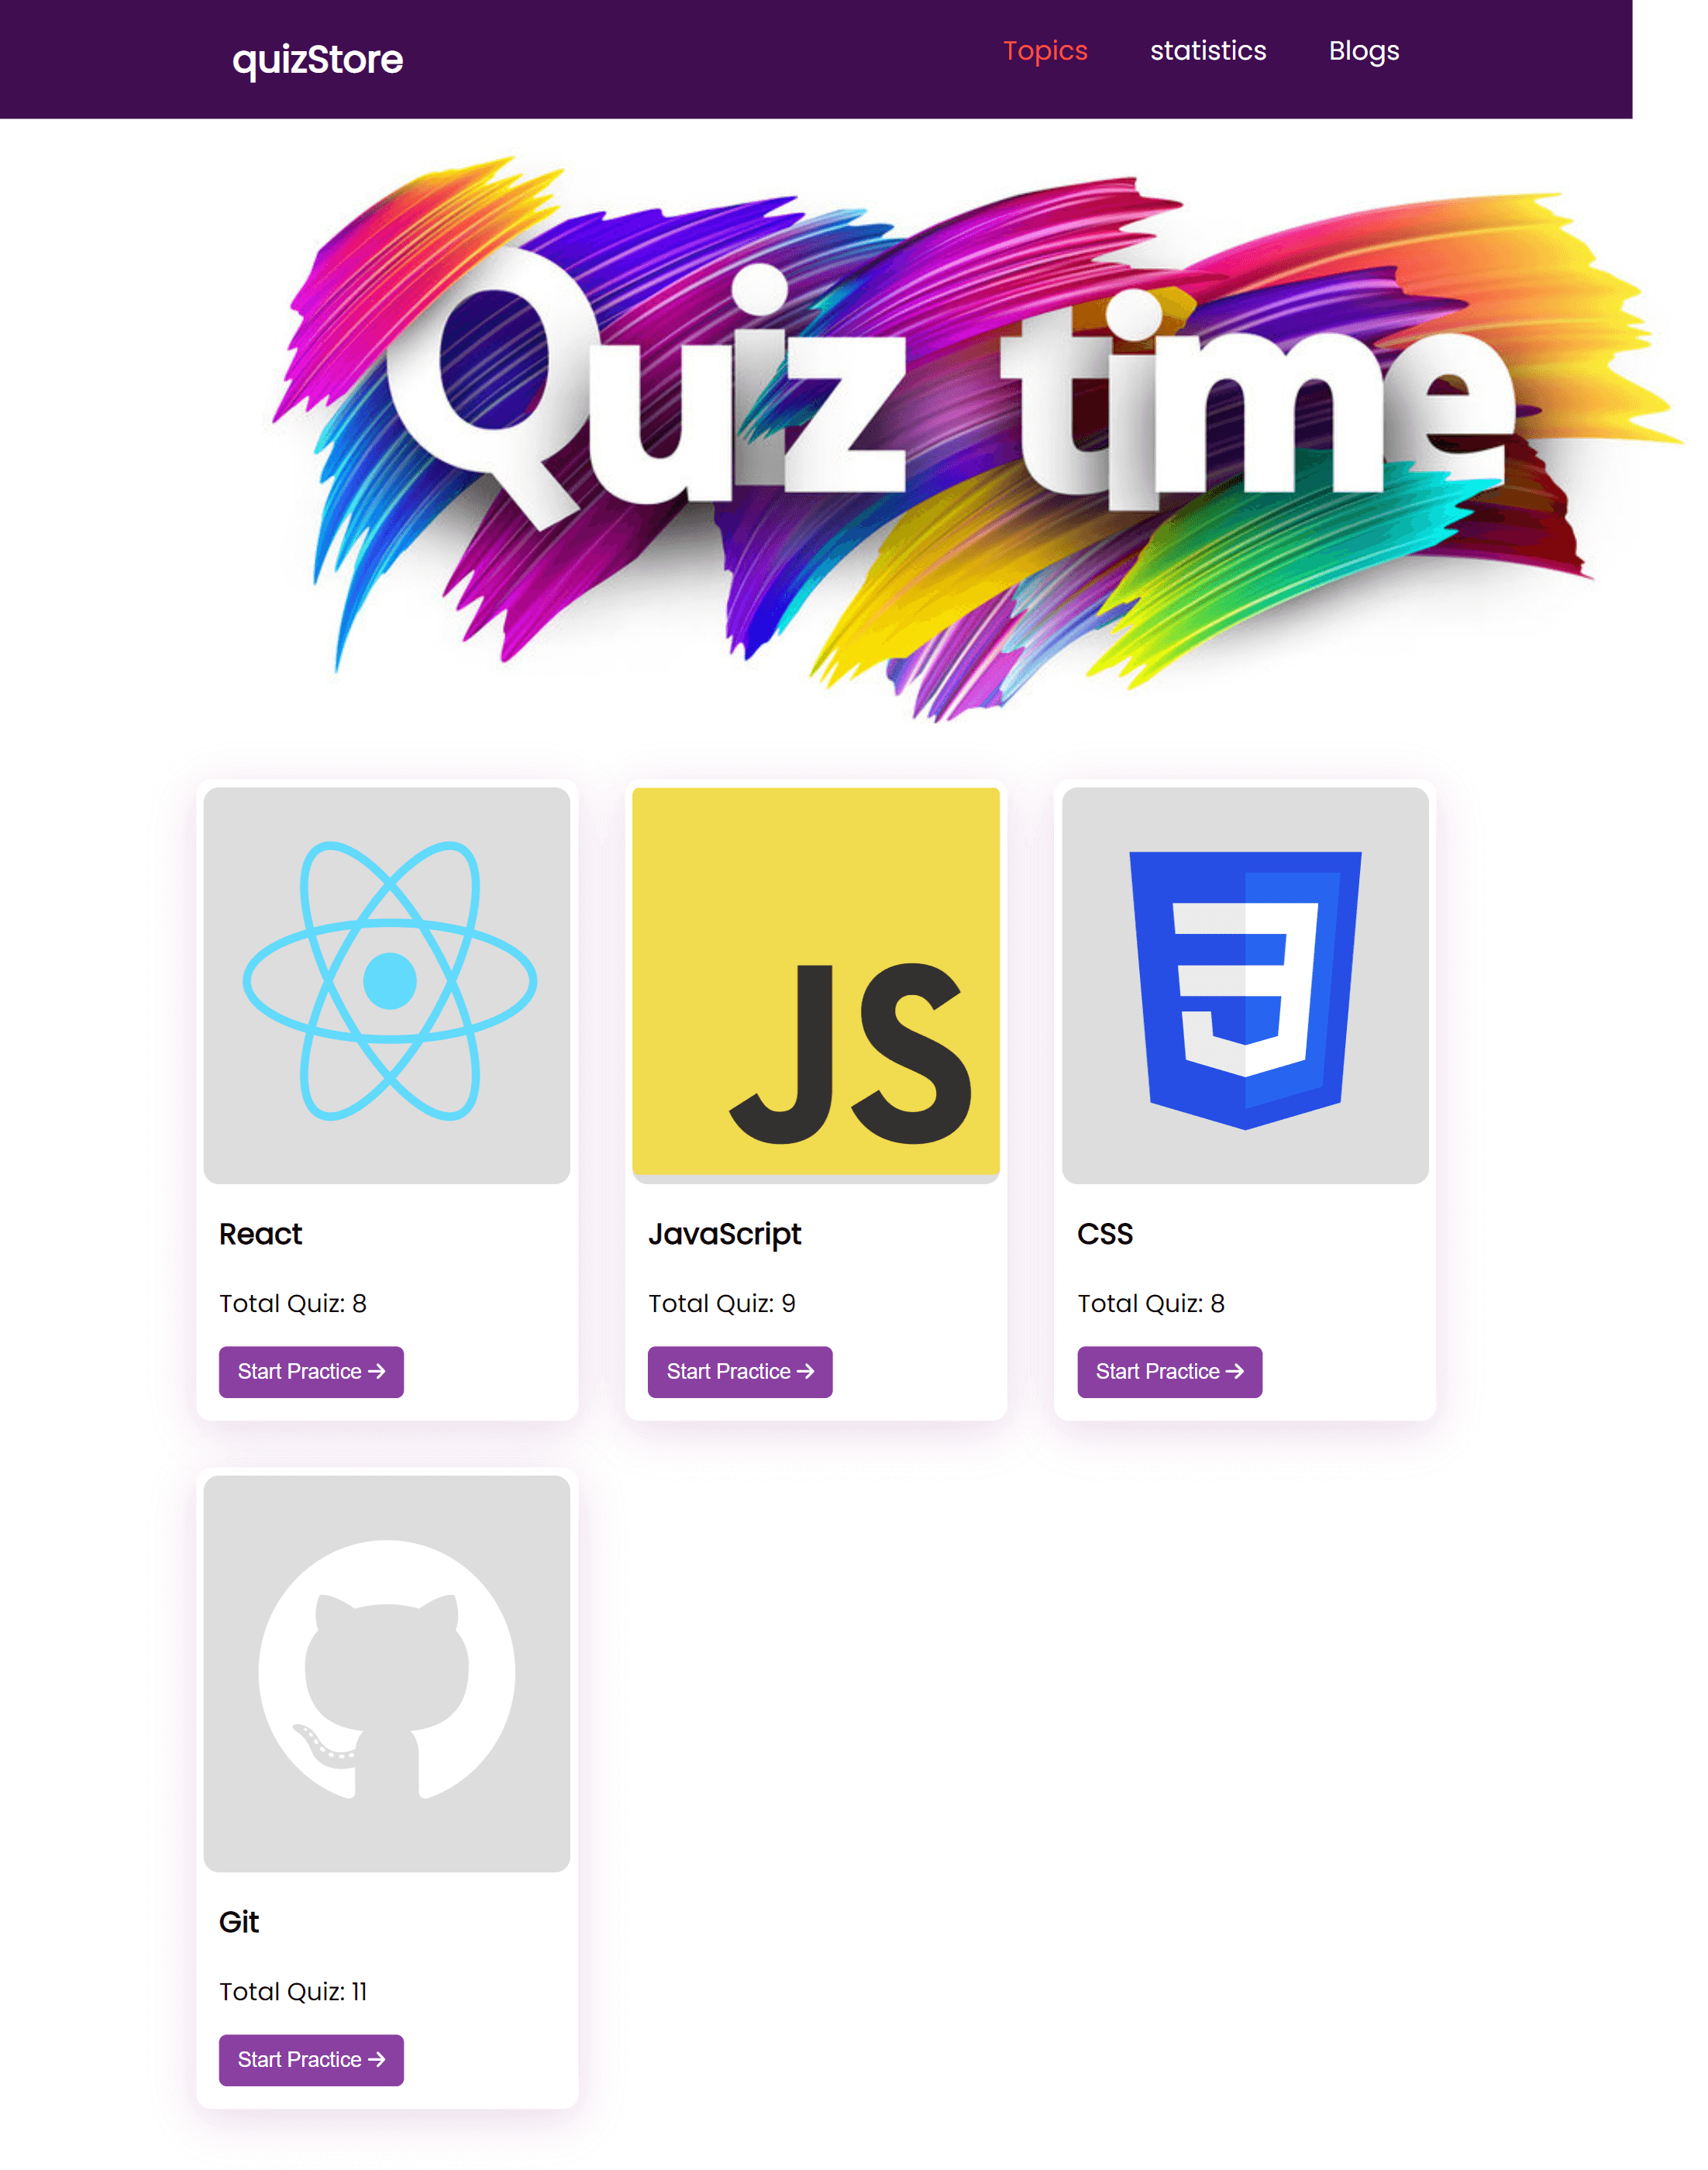 quizStore
Topics statistics Blogs
Quiz time
JS
React
Total Quiz: 8
Start Practice →
JavaScript
Total Quiz: 9
Start Practice →
CSS
Total Quiz: 8
Start Practice →
Git
Total Quiz: 11
Start Practice →